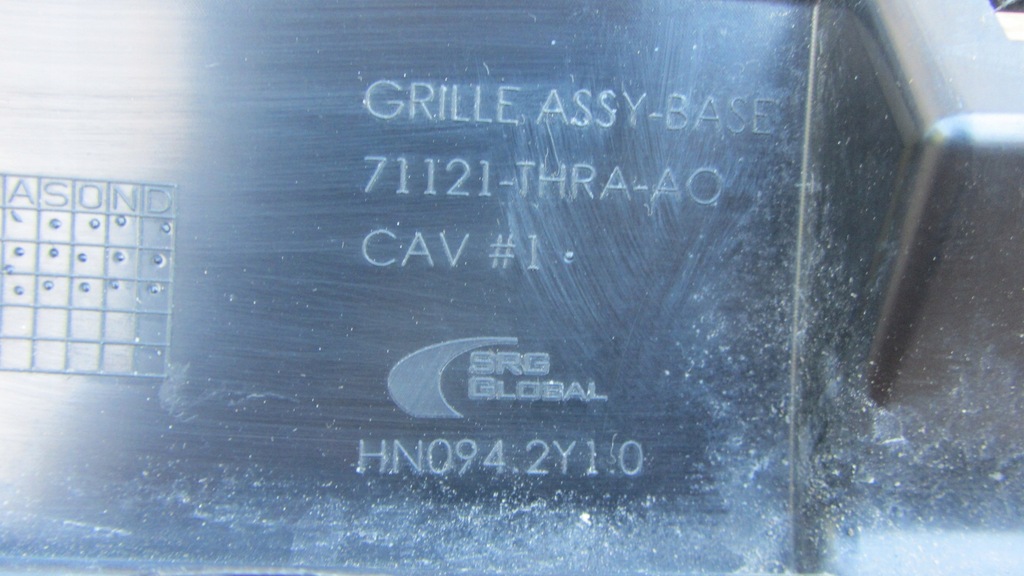 GRILLE ASSY-BASE
71121-THRA-AO
CAV #1
ASOND
SRG
GLOBAL
HN094.2Y1.0